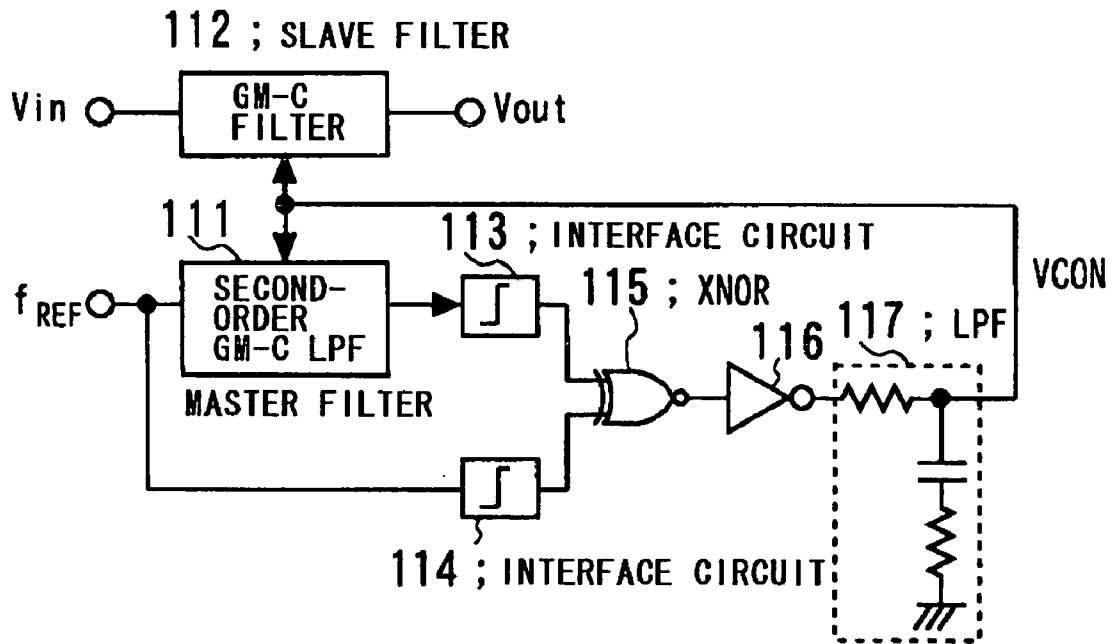 112 ; SLAVE FILTER
Vin
GM-C
FILTER
Vout
111
113 ; INTERFACE CIRCUIT
fREF
SECOND-
ORDER
GM-C LPF
115 ; XNOR
VCON
116
117 ; LPF
MASTER FILTER
114 ; INTERFACE CIRCUIT